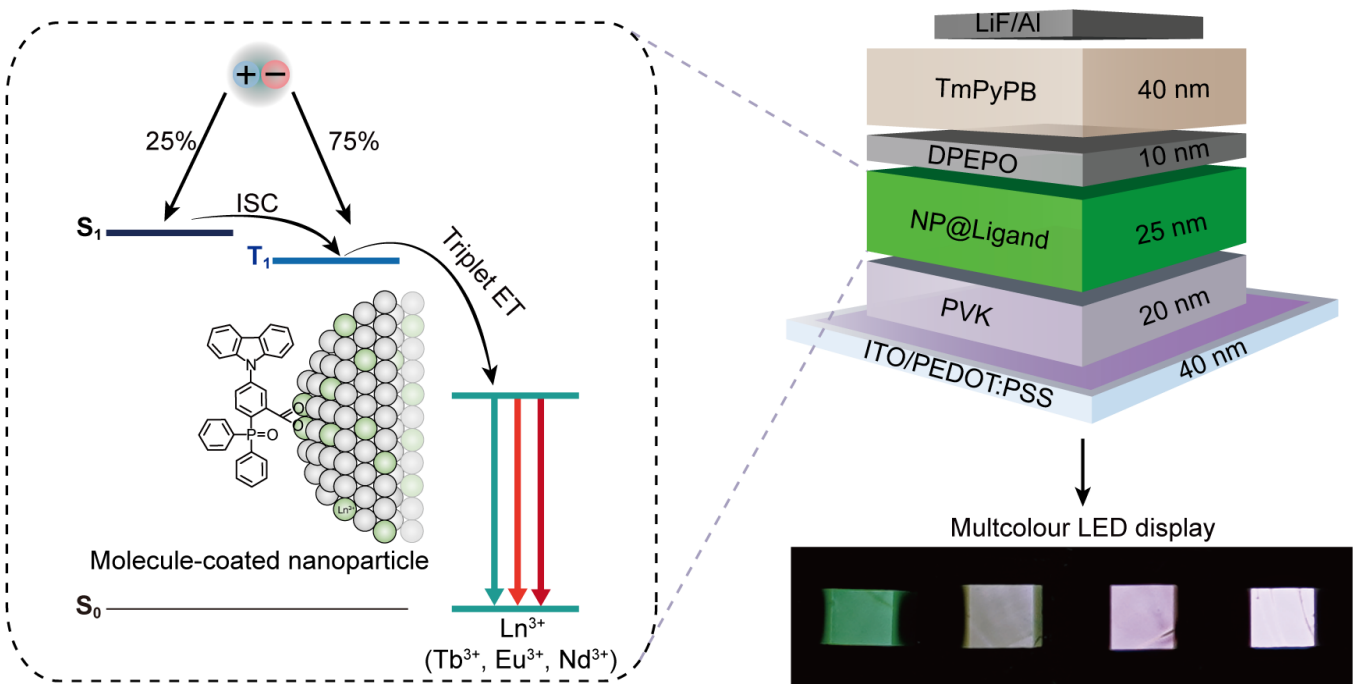 + −
25%
75%
ISC
S₁
T₁
Triplet ET
N
P=O
O
O
Ln³⁺
Molecule-coated nanoparticle
S₀
Ln³⁺
(Tb³⁺, Eu³⁺, Nd³⁺)
LiF/Al
TmPyPB 40 nm
DPEPO 10 nm
NP@Ligand 25 nm
PVK 20 nm
ITO/PEDOT:PSS 40 nm
Multcolour LED display